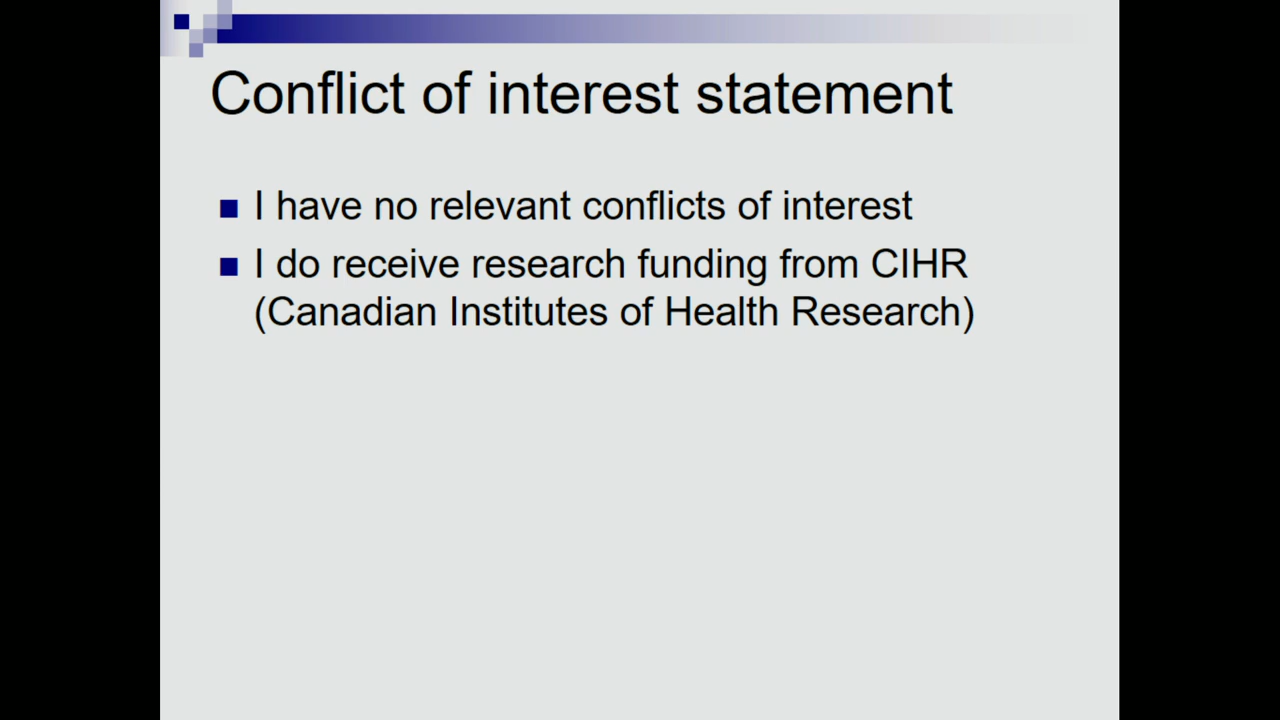 Conflict of interest statement
I have no relevant conflicts of interest
I do receive research funding from CIHR
(Canadian Institutes of Health Research)